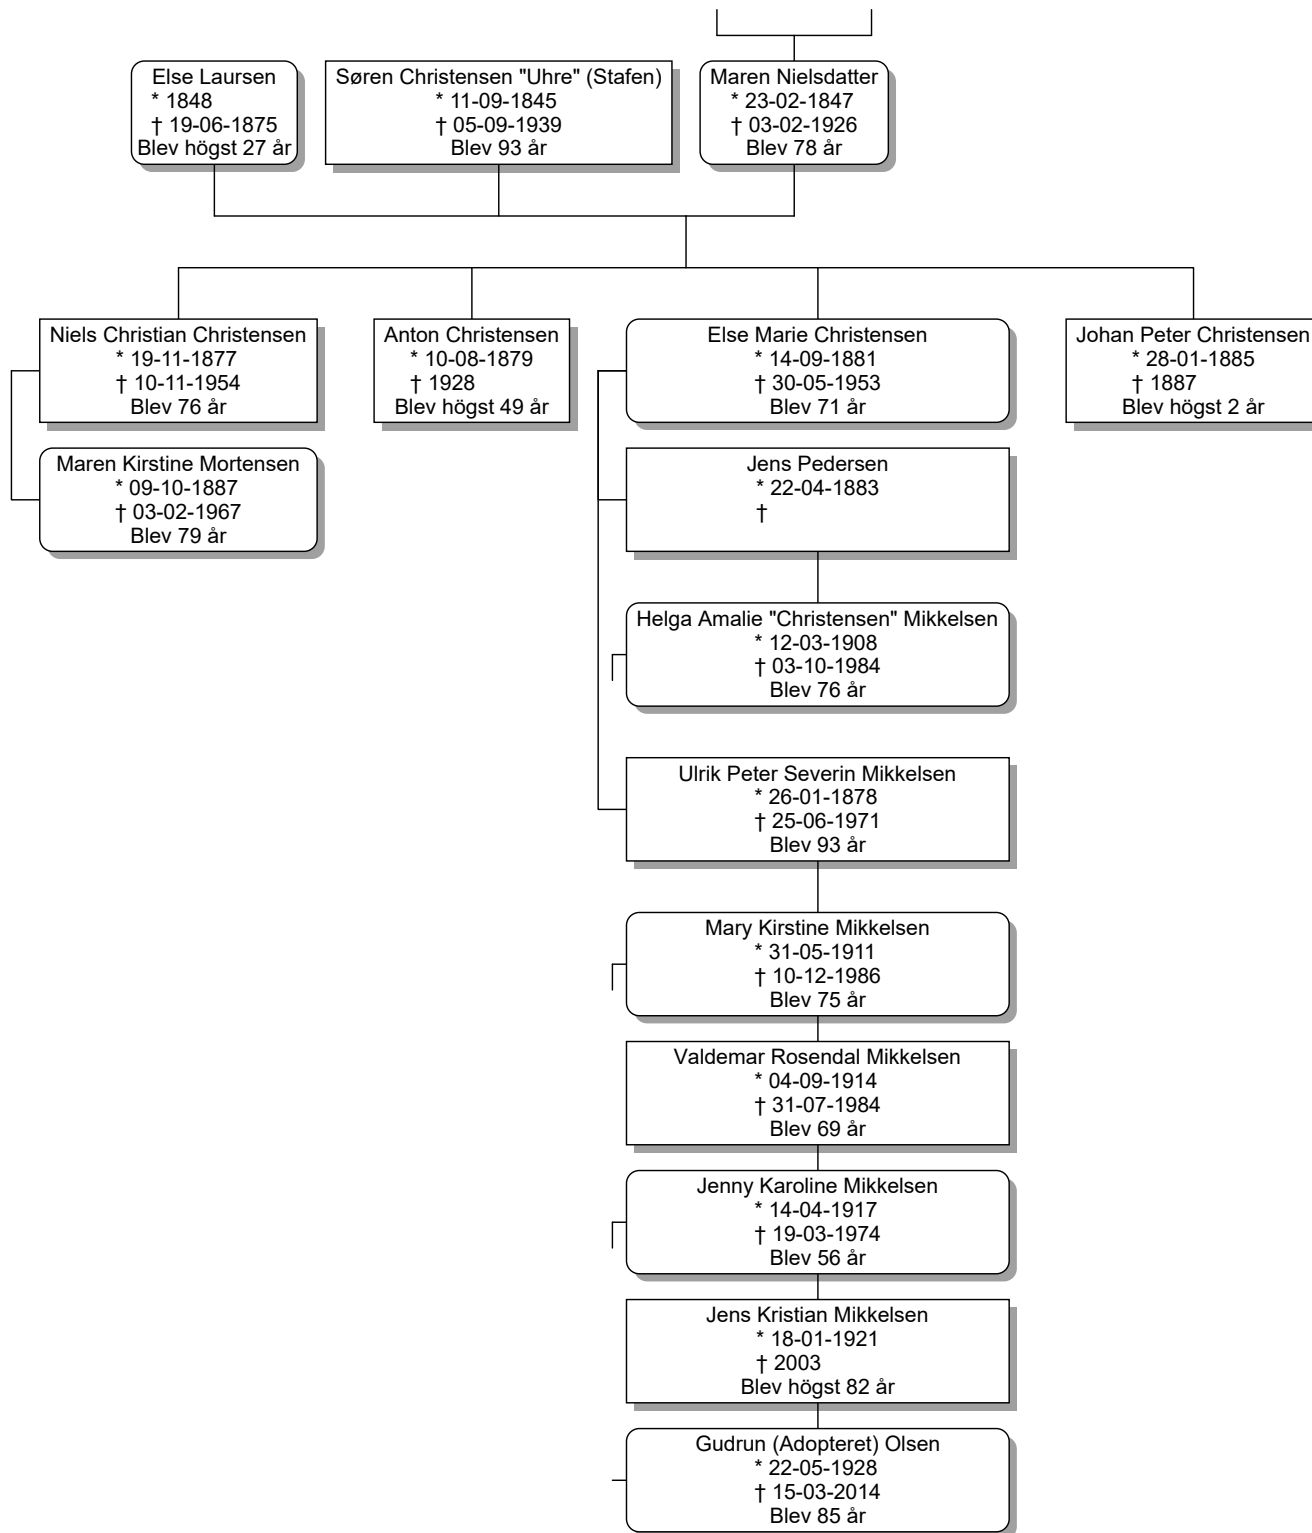 Else Laursen
* 1848
† 19-06-1875
Blev högst 27 år
Søren Christensen "Uhre" (Stafen)
* 11-09-1845
† 05-09-1939
Blev 93 år
Maren Nielsdatter
* 23-02-1847
† 03-02-1926
Blev 78 år
Niels Christian Christensen
* 19-11-1877
† 10-11-1954
Blev 76 år
Maren Kirstine Mortensen
* 09-10-1887
† 03-02-1967
Blev 79 år
Anton Christensen
* 10-08-1879
† 1928
Blev högst 49 år
Else Marie Christensen
* 14-09-1881
† 30-05-1953
Blev 71 år
Jens Pedersen
* 22-04-1883
†
Helga Amalie "Christensen" Mikkelsen
* 12-03-1908
† 03-10-1984
Blev 76 år
Ulrik Peter Severin Mikkelsen
* 26-01-1878
† 25-06-1971
Blev 93 år
Mary Kirstine Mikkelsen
* 31-05-1911
† 10-12-1986
Blev 75 år
Valdemar Rosendal Mikkelsen
* 04-09-1914
† 31-07-1984
Blev 69 år
Jenny Karoline Mikkelsen
* 14-04-1917
† 19-03-1974
Blev 56 år
Jens Kristian Mikkelsen
* 18-01-1921
† 2003
Blev högst 82 år
Gudrun (Adopteret) Olsen
* 22-05-1928
† 15-03-2014
Blev 85 år
Johan Peter Christensen
* 28-01-1885
† 1887
Blev högst 2 år